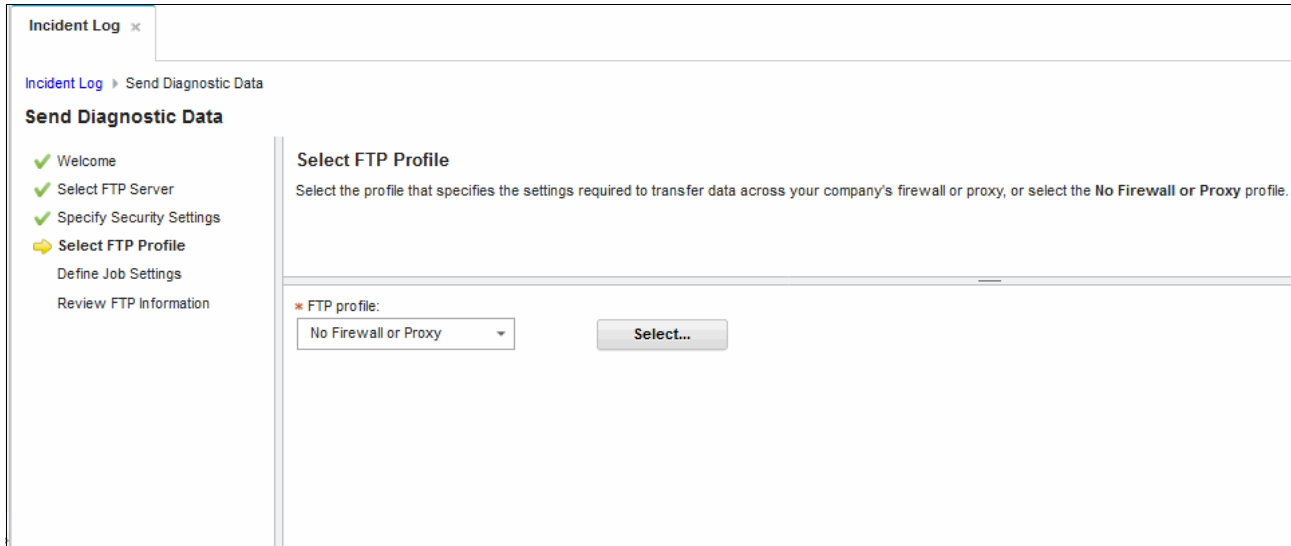 Incident Log
Incident Log Send Diagnostic Data
Send Diagnostic Data
Welcome
Select FTP Server
Specify Security Settings
Select FTP Profile
Define Job Settings
Review FTP Information
Select FTP Profile
Select the profile that specifies the settings required to transfer data across your company's firewall or proxy, or select the No Firewall or Proxy profile.
* FTP profile:
No Firewall or Proxy
Select...